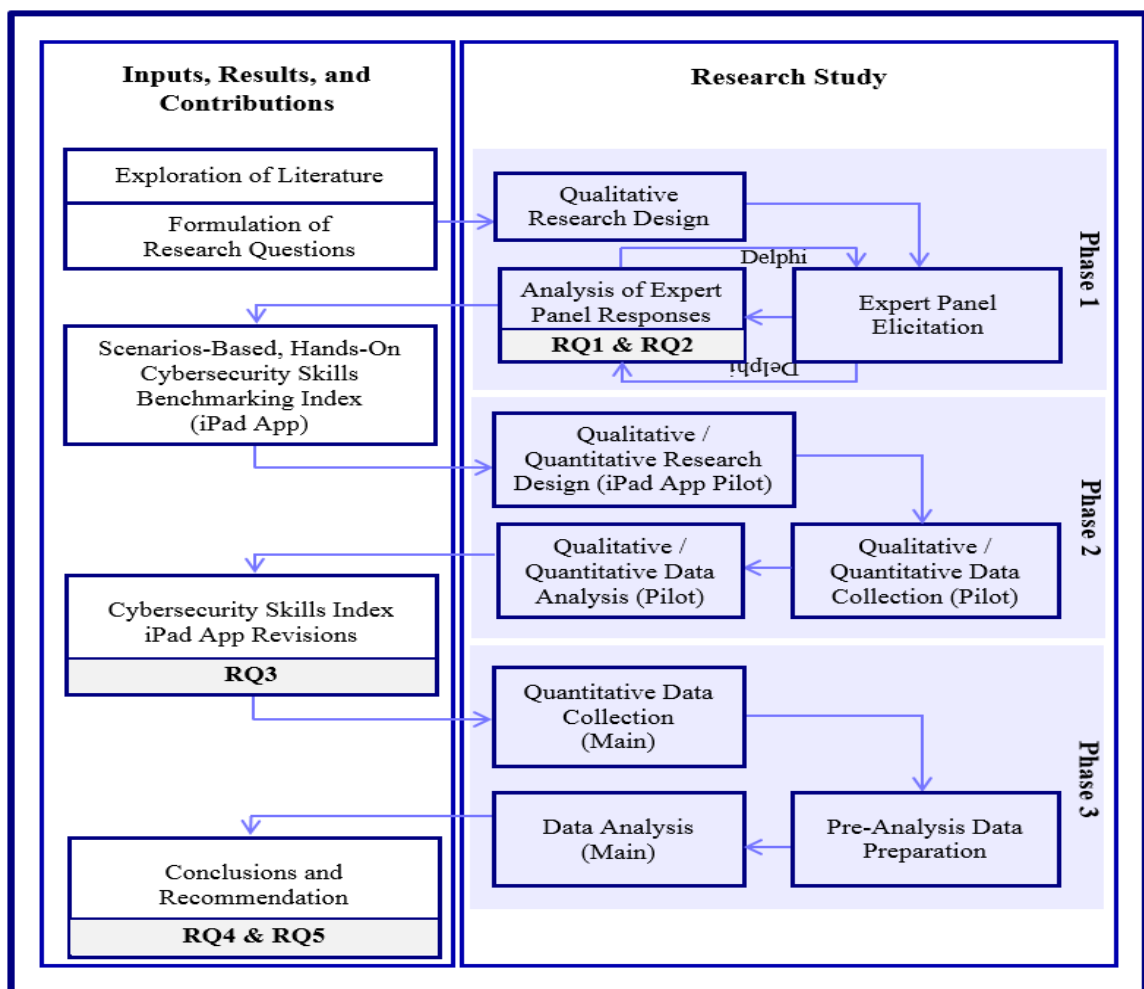 Inputs, Results, and
Contributions
Research Study
Exploration of Literature
Formulation of
Research Questions
Qualitative
Research Design
Delphi
Analysis of Expert
Panel Responses
RQ1 & RQ2
Expert Panel
Elicitation
Delphi
Phase 1
Scenarios-Based, Hands-On
Cybersecurity Skills
Benchmarking Index
(iPad App)
Qualitative /
Quantitative Research
Design (iPad App Pilot)
Qualitative /
Quantitative Data
Analysis (Pilot)
Qualitative /
Quantitative Data
Collection (Pilot)
Phase 2
Cybersecurity Skills Index
iPad App Revisions
RQ3
Quantitative Data
Collection
(Main)
Data Analysis
(Main)
Pre-Analysis Data
Preparation
Phase 3
Conclusions and
Recommendation
RQ4 & RQ5